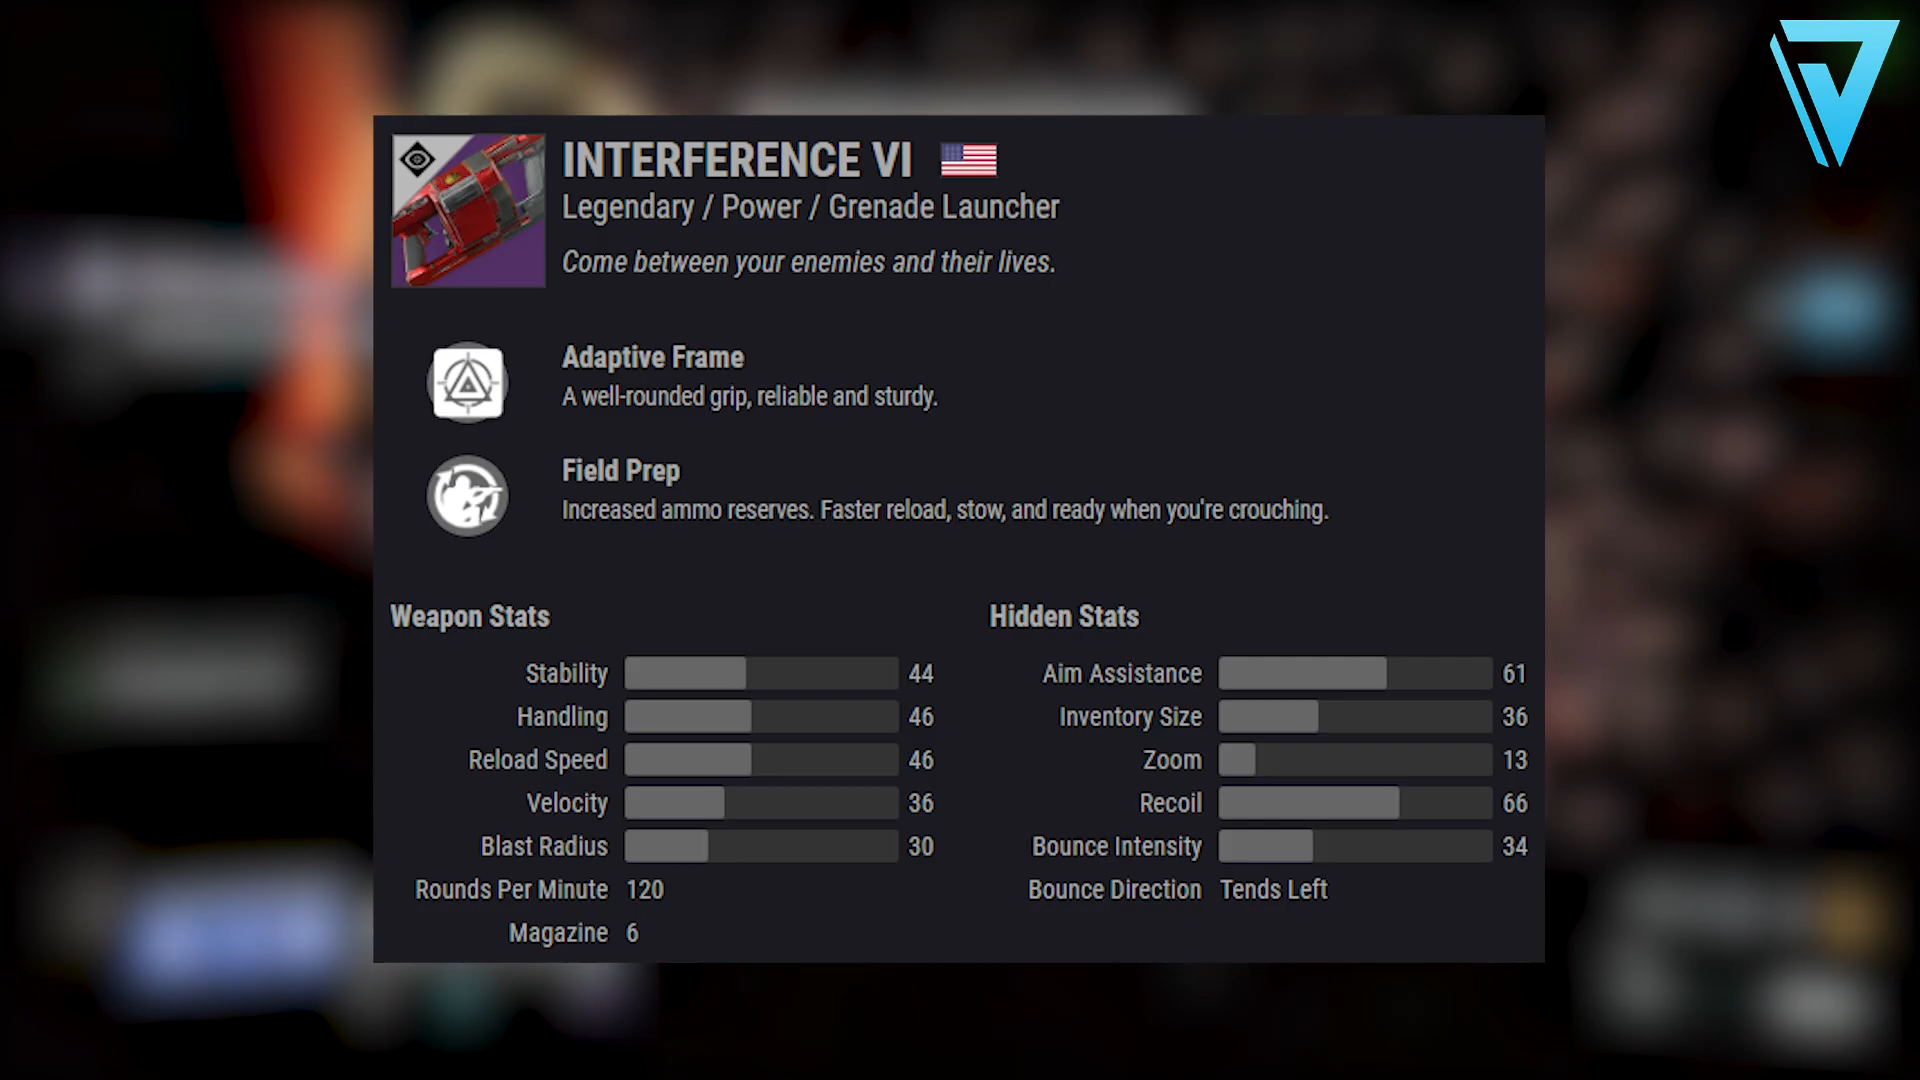 INTERFERENCE VI
Legendary / Power / Grenade Launcher
Come between your enemies and their lives.
Adaptive Frame
A well-rounded grip, reliable and sturdy.
Field Prep
Increased ammo reserves. Faster reload, stow, and ready when you're crouching.
Weapon Stats
Stability 44
Handling 46
Reload Speed 46
Velocity 36
Blast Radius 30
Rounds Per Minute 120
Magazine 6
Hidden Stats
Aim Assistance 61
Inventory Size 36
Zoom 13
Recoil 66
Bounce Intensity 34
Bounce Direction Tends Left